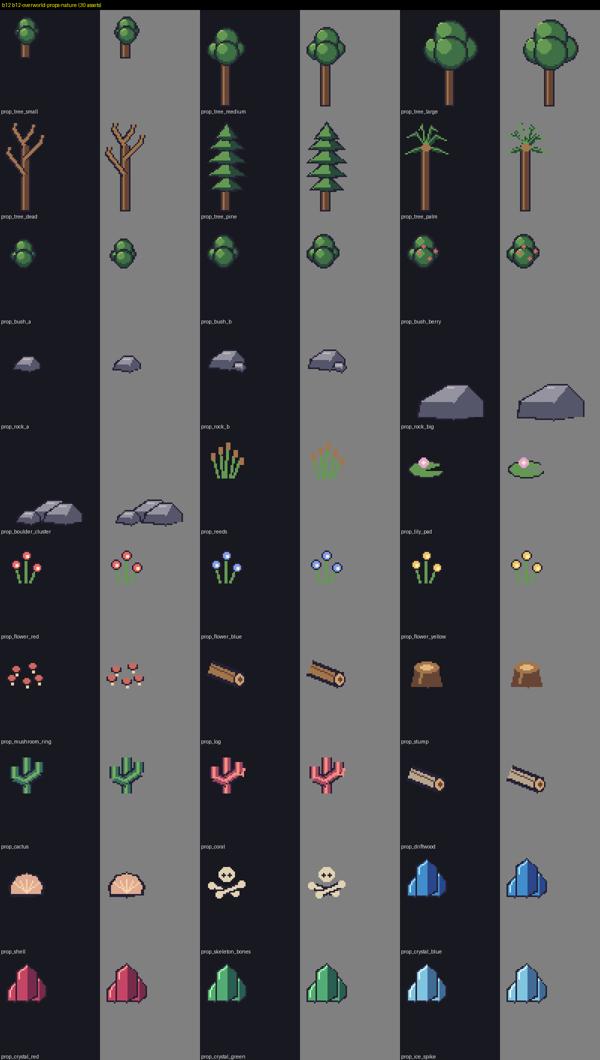 b12 b12-overworld-props-nature (30 assets)
prop_tree_small
prop_tree_medium
prop_tree_large
prop_tree_dead
prop_tree_pine
prop_tree_palm
prop_bush_a
prop_bush_b
prop_bush_berry
prop_rock_a
prop_rock_b
prop_rock_big
prop_boulder_cluster
prop_reeds
prop_lily_pad
prop_flower_red
prop_flower_blue
prop_flower_yellow
prop_mushroom_ring
prop_log
prop_stump
prop_cactus
prop_coral
prop_driftwood
prop_shell
prop_skeleton_bones
prop_crystal_blue
prop_crystal_red
prop_crystal_green
prop_ice_spike